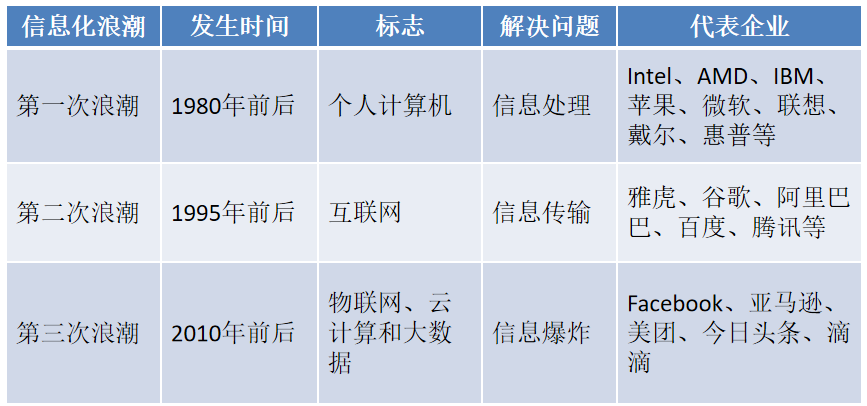 信息化浪潮 发生时间 标志 解决问题 代表企业
第一次浪潮 1980年前后 个人计算机 信息处理 Intel、AMD、IBM、
苹果、微软、联想、
戴尔、惠普等
第二次浪潮 1995年前后 互联网 信息传输 雅虎、谷歌、阿里巴
巴、百度、腾讯等
第三次浪潮 2010年前后 物联网、云
计算和大数
据 信息爆炸 Facebook、亚马逊、
美团、今日头条、滴
滴